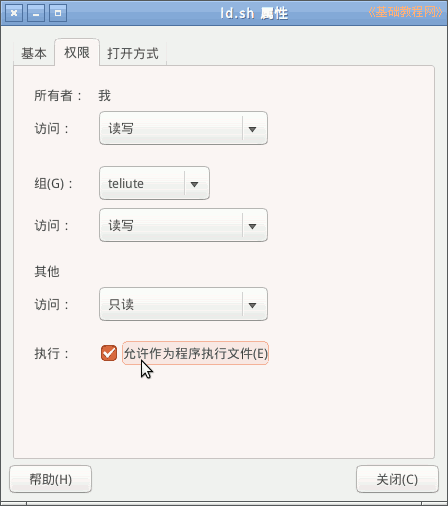 ld.sh 属性
《基础教程网》
基本 权限 打开方式
所有者： 我
访问： 读写
组(G)： teliute
访问： 读写
其他
访问： 只读
执行： 允许作为程序执行文件(E)
帮助(H) 关闭(C)